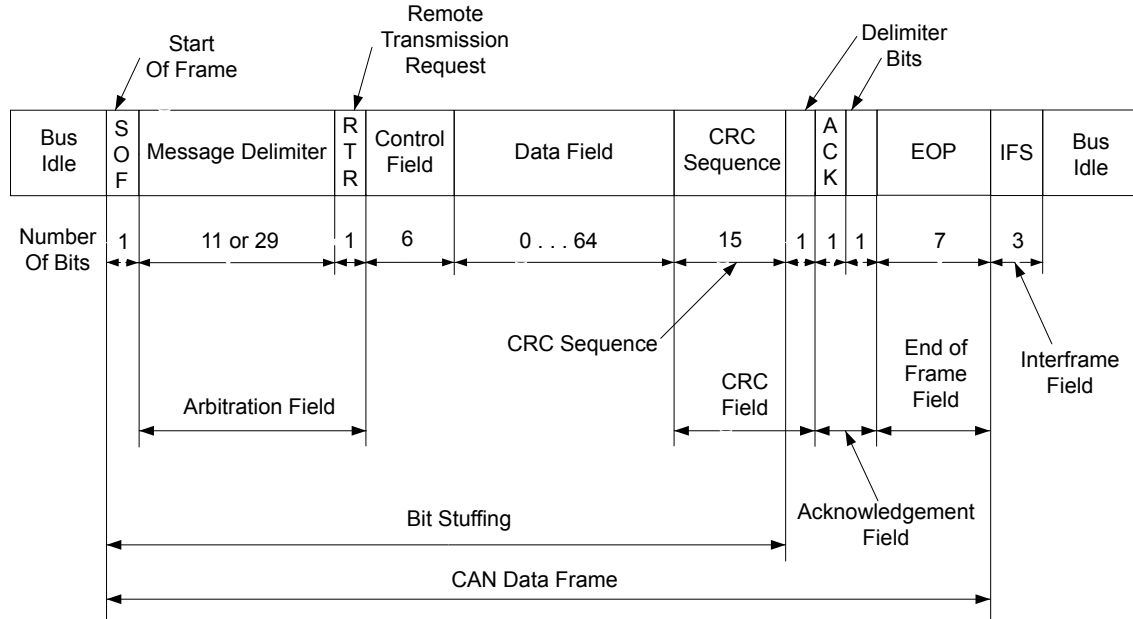 Start
Of Frame
Remote
Transmission
Request
Delimiter
Bits
Bus
Idle
S
O
F
Message Delimiter
R
T
R
Control
Field
Data Field
CRC
Sequence
A
C
K
EOP
IFS
Bus
Idle
Number
Of Bits
1
11 or 29
1
6
0 . . . 64
15
1
1
1
7
3
CRC Sequence
End of
Frame
Field
Interframe
Field
Arbitration Field
CRC
Field
Bit Stuffing
Acknowledgement
Field
CAN Data Frame